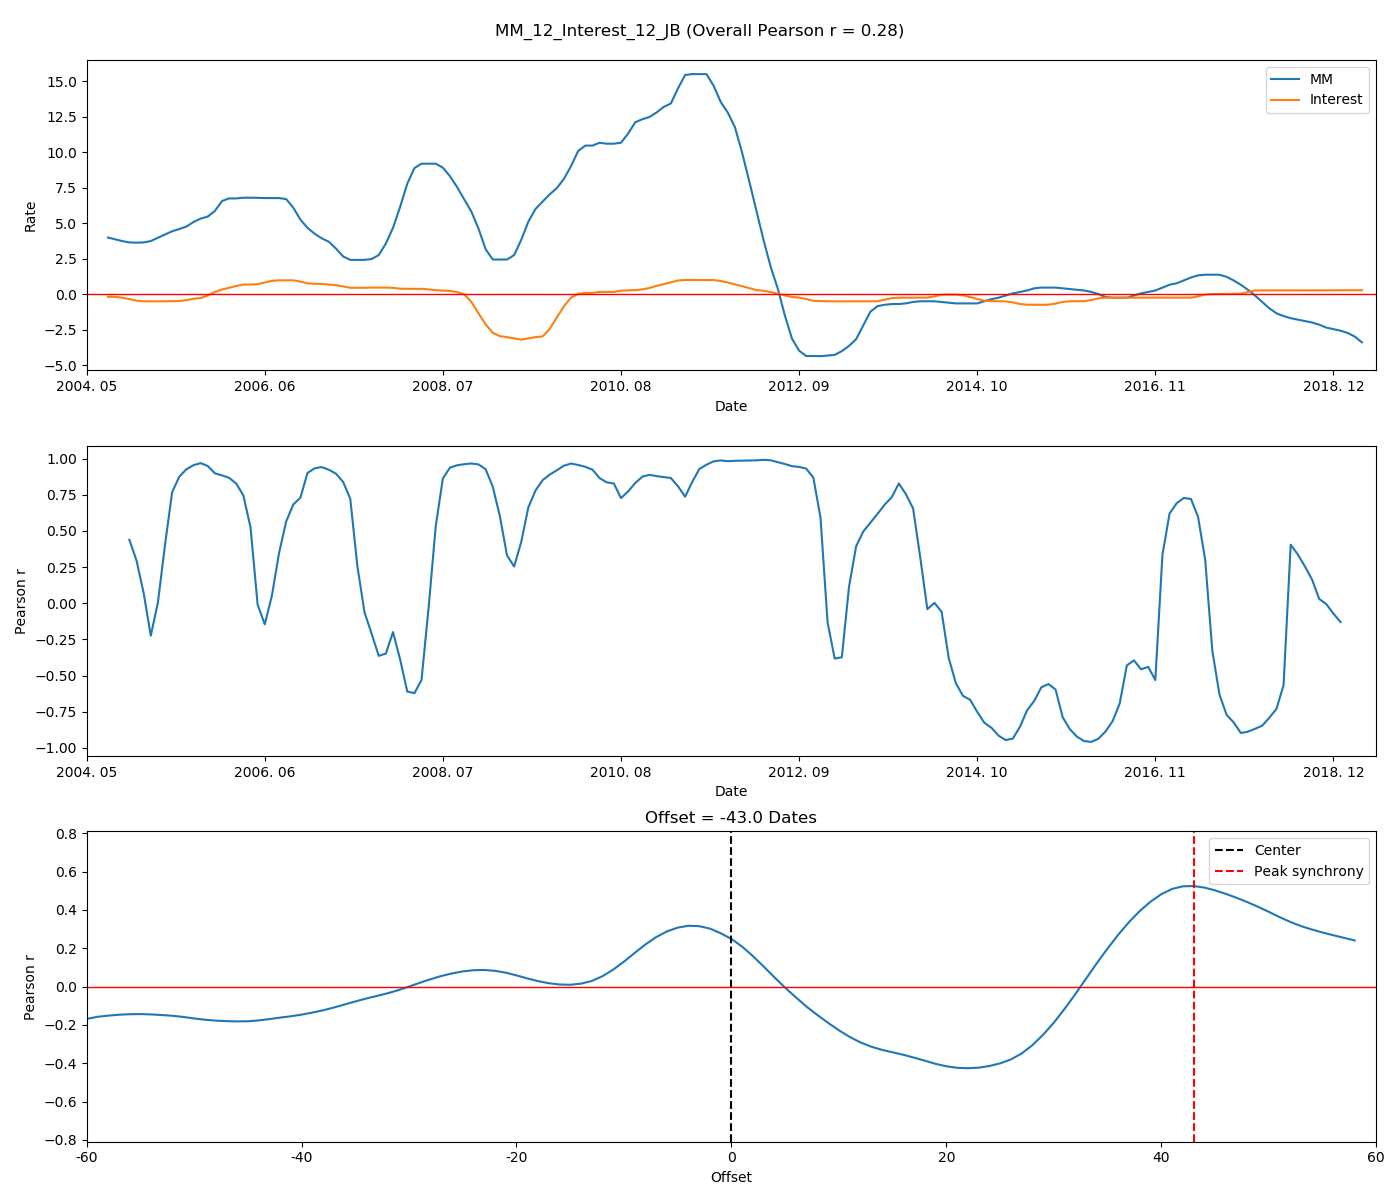 MM_12_Interest_12_JB (Overall Pearson r = 0.28)
MM
Interest
15.0
12.5
10.0
7.5
5.0
2.5
0.0
−2.5
−5.0
Rate
2004. 05 2006. 06 2008. 07 2010. 08 2012. 09 2014. 10 2016. 11 2018. 12
Date
1.00
0.75
0.50
0.25
0.00
−0.25
−0.50
−0.75
−1.00
Pearson r
2004. 05 2006. 06 2008. 07 2010. 08 2012. 09 2014. 10 2016. 11 2018. 12
Date
Offset = -43.0 Dates
Center
Peak synchrony
0.8
0.6
0.4
0.2
0.0
−0.2
−0.4
−0.6
−0.8
Pearson r
-60 -40 -20 0 20 40 60
Offset